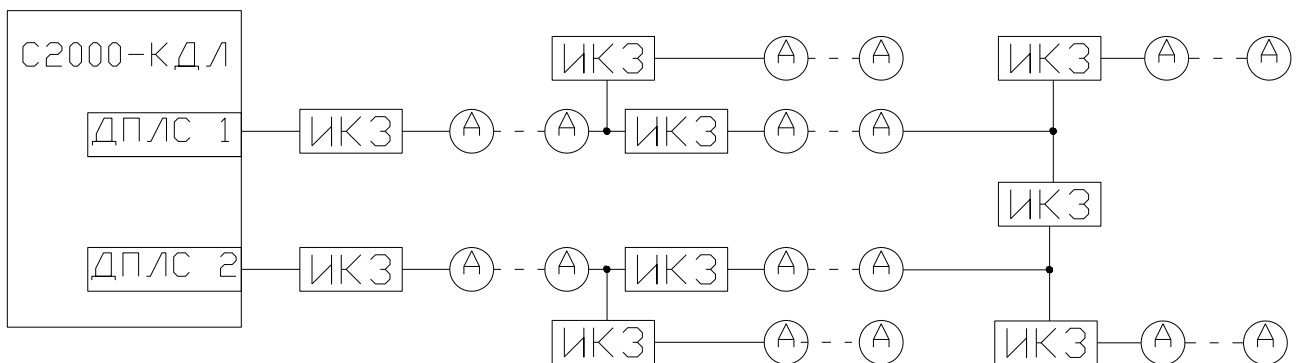 С2000-КДЛ
ИКЗ А А ИКЗ А А
ДПЛС 1 ИКЗ А А ИКЗ А А
ИКЗ
ДПЛС 2 ИКЗ А А ИКЗ А А
ИКЗ А А ИКЗ А А